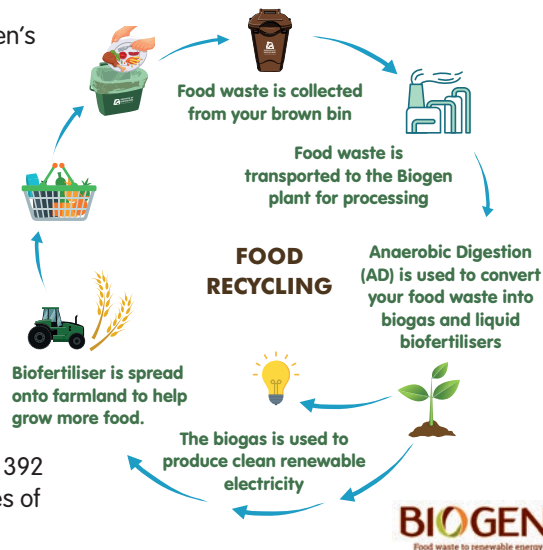 en's
Food waste is collected
from your brown bin
Food waste is
transported to the Biogen
plant for processing
FOOD
RECYCLING
Anaerobic Digestion
(AD) is used to convert
your food waste into
biogas and liquid
biofertilisers
Biofertiliser is spread
onto farmland to help
grow more food.
The biogas is used to
produce clean renewable
electricity
392
es of
BIOGEN
Food waste to renewable energy